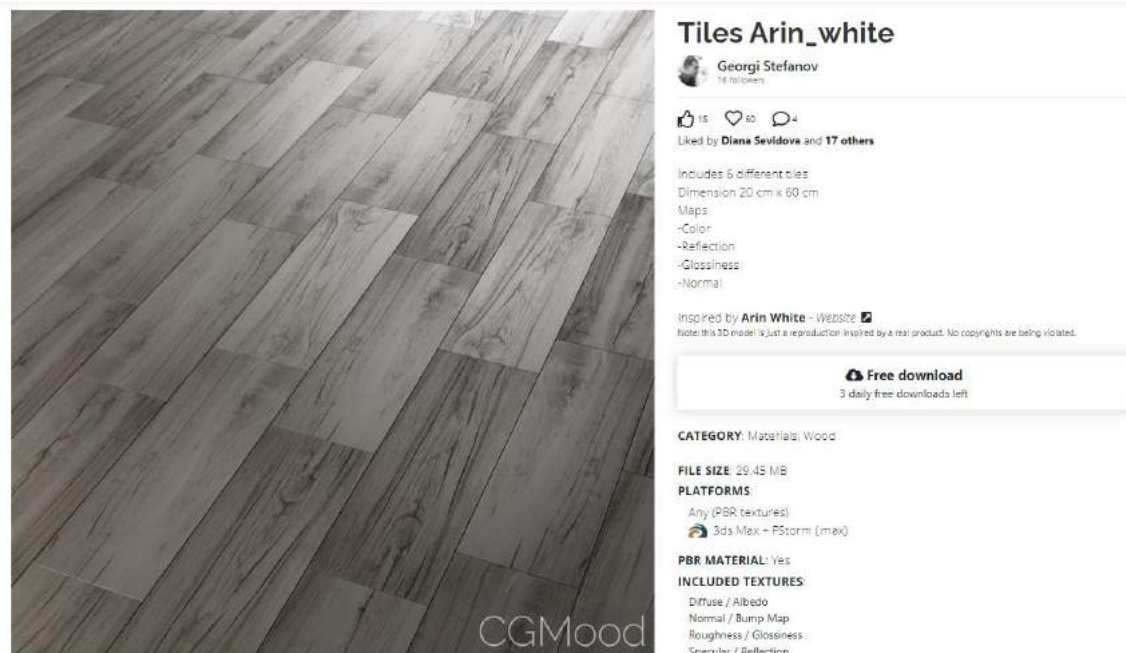 Tiles Arin_white
Georgi Stefanov
16 followers
15 60 4
Liked by Diana Sevidova and 17 others
Includes 6 different tiles
Dimension 20 cm x 60 cm
Maps
-Color
-Reflection
-Glossiness
-Normal
Inspired by Arin White - Website
Note: this 3D model is just a reproduction inspired by a real product. No copyrights are being violated.
Free download
3 daily free downloads left
CATEGORY: Materials, Wood
FILE SIZE: 29.45 MB
PLATFORMS:
Any (PBR textures)
3ds Max + FStorm (.max)
PBR MATERIAL: Yes
INCLUDED TEXTURES:
Diffuse / Albedo
Normal / Bump Map
Roughness / Glossiness
Specular / Reflection
CGMood